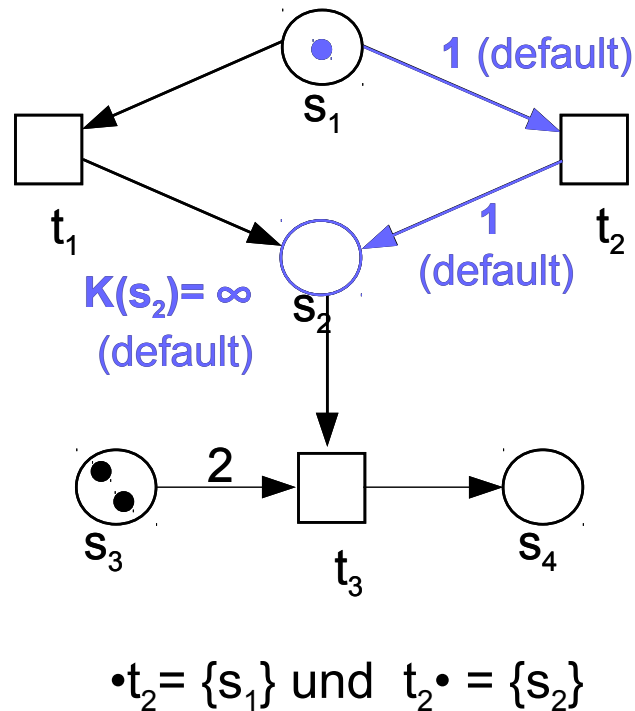 1 (default)
s₁
t₁
t₂
1
(default)
K(s₂)= ∞
(default)
s₂
2
s₃
t₃
s₄
•t₂= {s₁} und t₂• = {s₂}